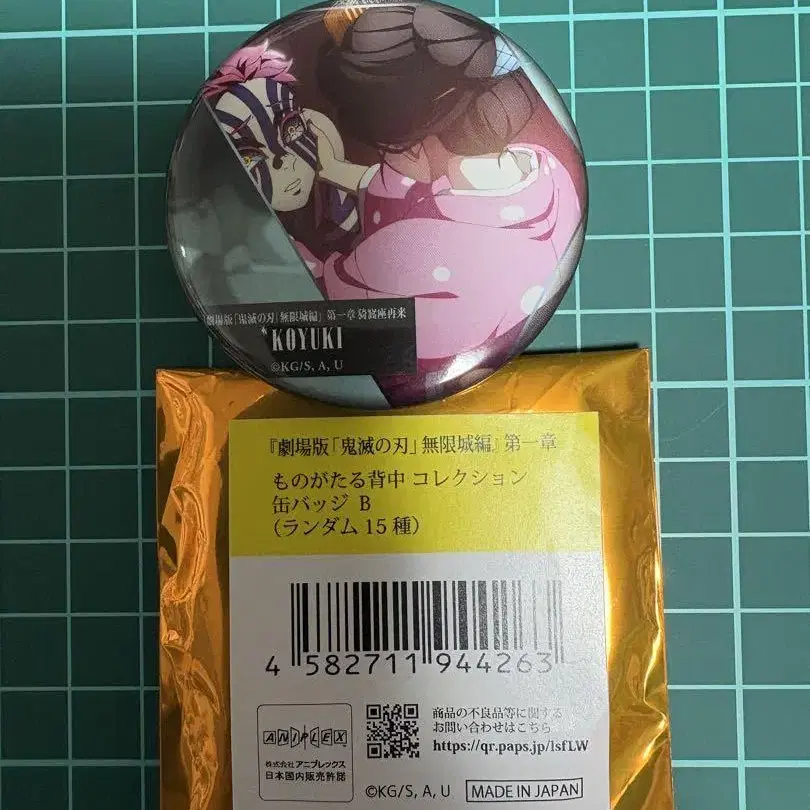 劇場版「鬼滅の刃」無限城編」第一章 猗窩座再来
KOYUKI
©KG/S, A, U
『劇場版「鬼滅の刃」無限城編』第一章
ものがたる背中 コレクション
缶バッジ B
（ランダム 15 種）
4 582711 944263
ANIPLEX
株式会社アニプレックス
日本国内販売許諾
商品の不良品等に関する
お問い合わせはこちら
https://qr.paps.jp/lsfLW
©KG/S, A, U
MADE IN JAPAN